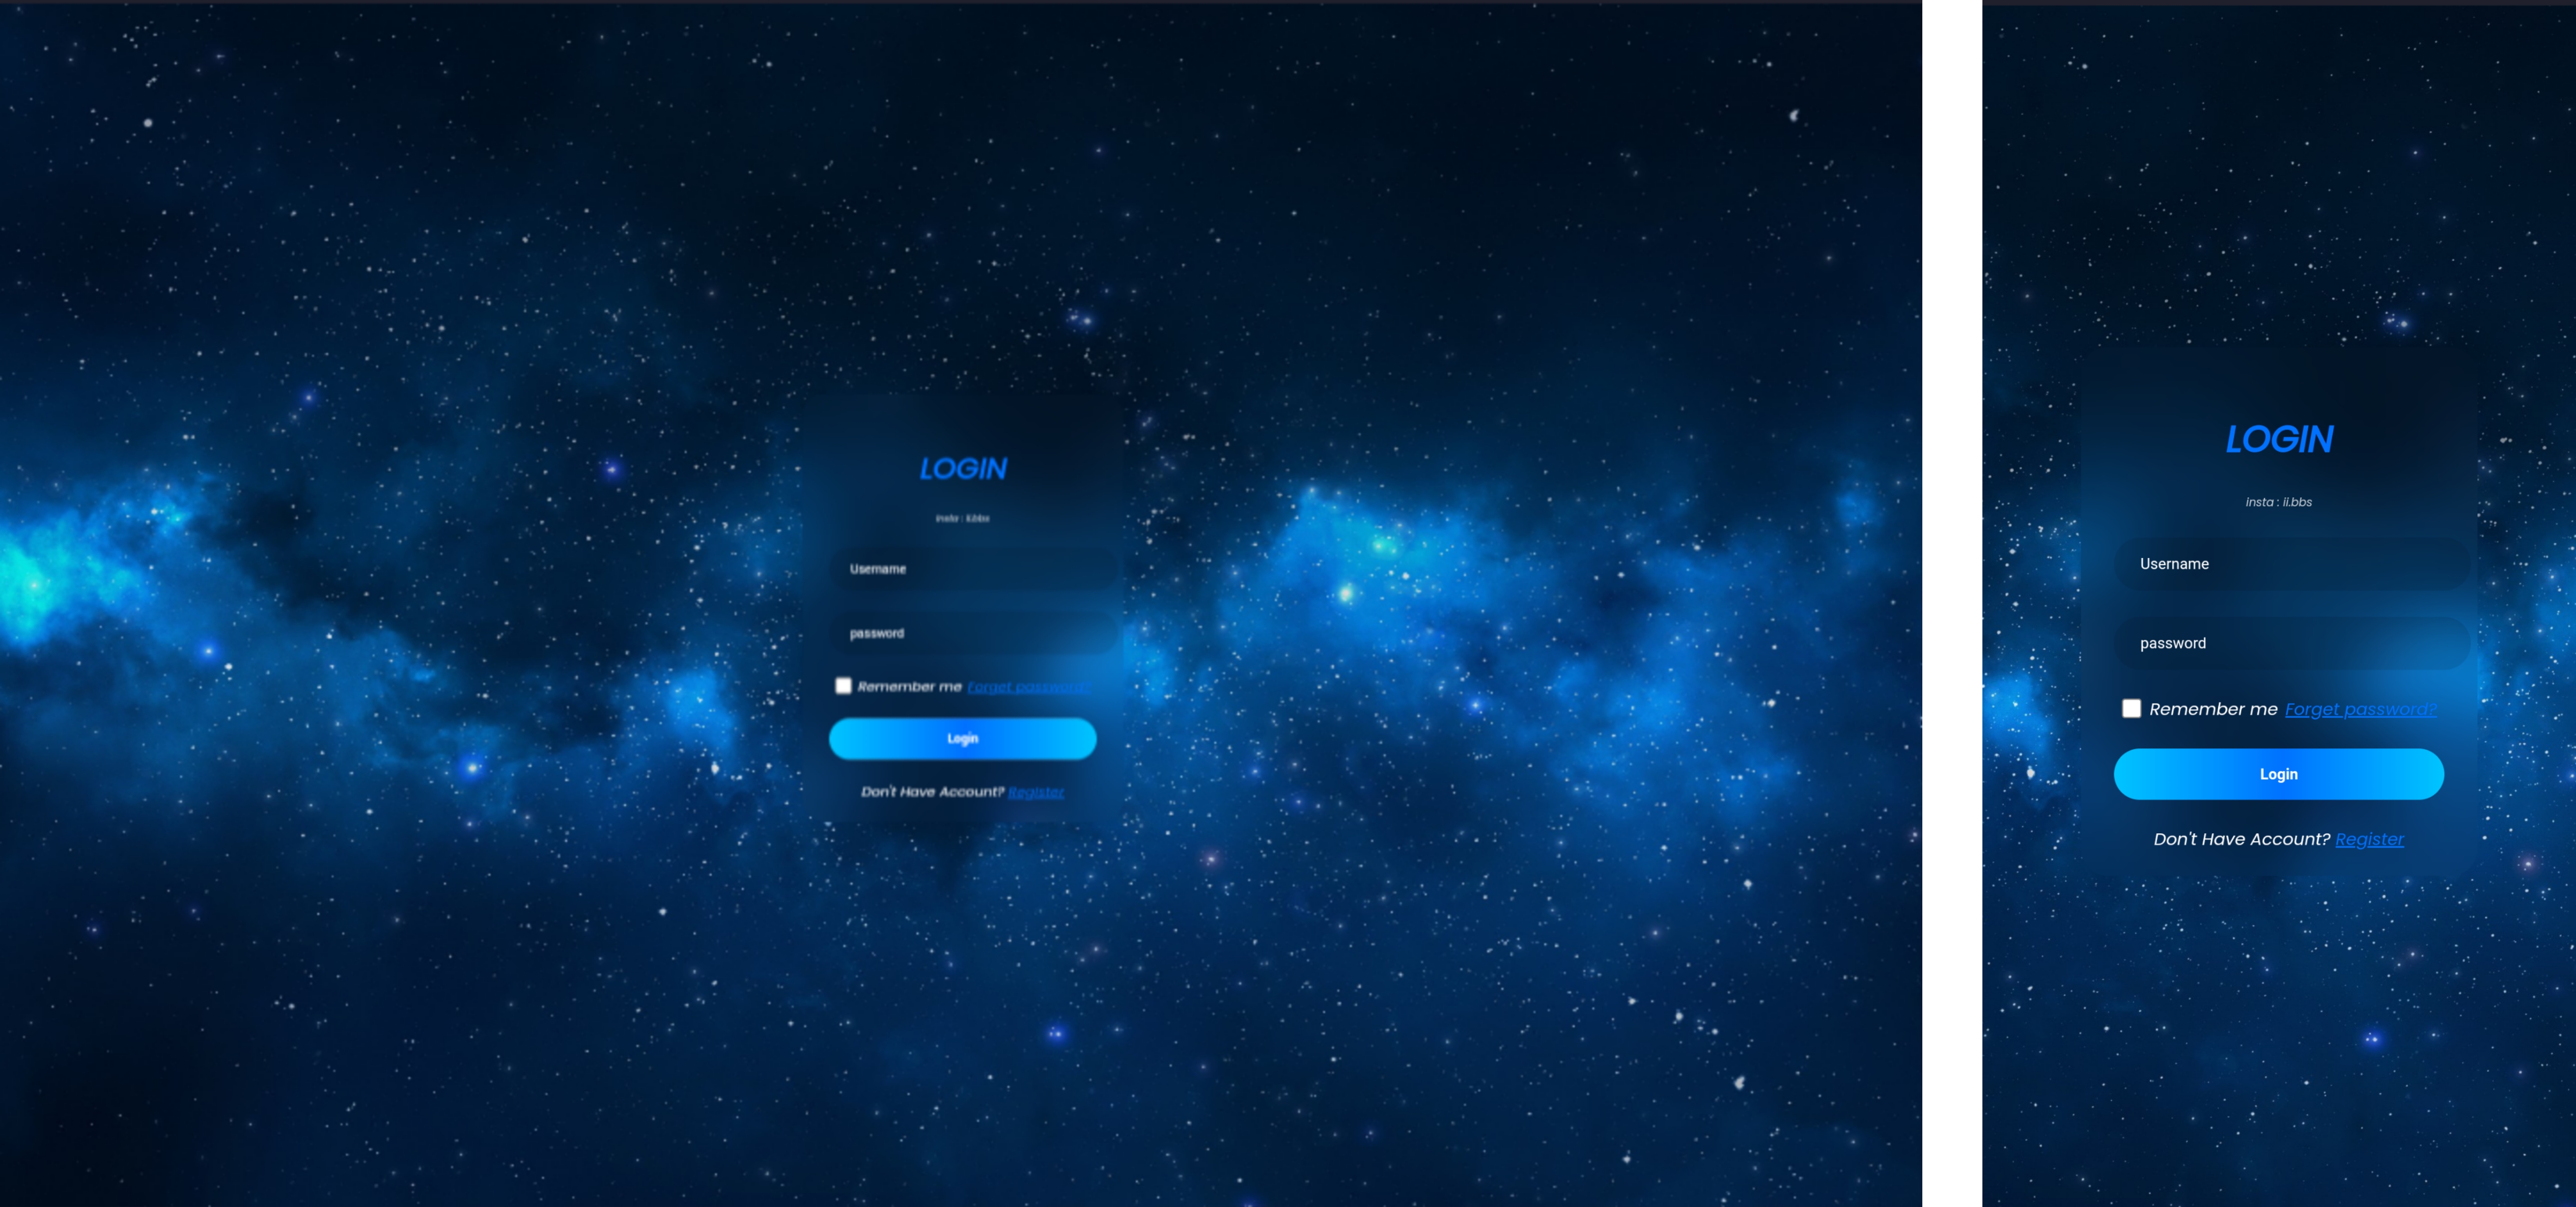 LOGIN
insta : ii.bbs
Username
password
Remember me Forget password?
Login
Don't Have Account? Register
LOGIN
insta : ii.bbs
Username
password
Remember me Forget password?
Login
Don't Have Account? Register